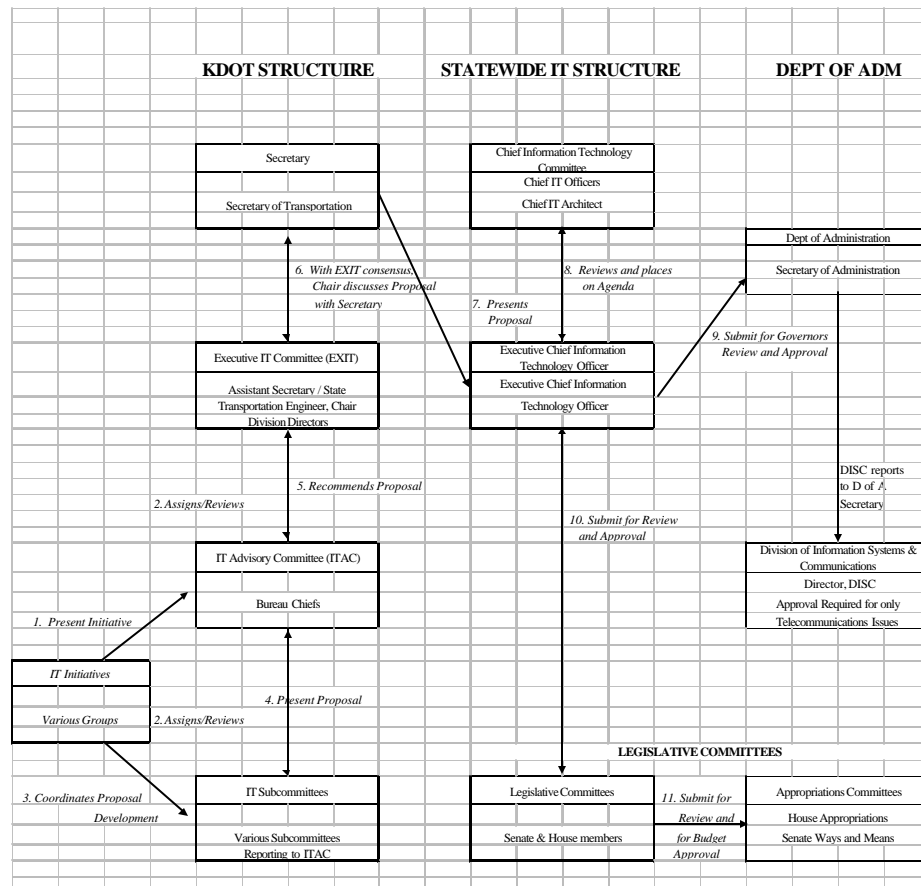 KDOT STRUCTUIRE
STATEWIDE IT STRUCTURE
DEPT OF ADM
Secretary
Secretary of Transportation
Chief Information Technology
Committee
Chief IT Officers
Chief IT Architect
Dept of Administration
Secretary of Administration
6. With EXIT consensus,
Chair discusses Proposal
with Secretary
7. Presents
Proposal
8. Reviews and places
on Agenda
9. Submit for Governors
Review and Approval
Executive IT Committee (EXIT)
Assistant Secretary / State
Transportation Engineer, Chair
Division Directors
Executive Chief Information
Technology Officer
Executive Chief Information
Technology Officer
DISC reports
to D of A
Secretary
2. Assigns/Reviews
5. Recommends Proposal
10. Submit for Review
and Approval
IT Advisory Committee (ITAC)
Bureau Chiefs
Division of Information Systems &
Communications
Director, DISC
Approval Required for only
Telecommunications Issues
1. Present Initiative
IT Initiatives
Various Groups
2. Assigns/Reviews
4. Present Proposal
LEGISLATIVE COMMITTEES
3. Coordinates Proposal
Development
IT Subcommittees
Various Subcommittees
Reporting to ITAC
Legislative Committees
Senate & House members
11. Submit for
Review and
for Budget
Approval
Appropriations Committees
House Appropriations
Senate Ways and Means